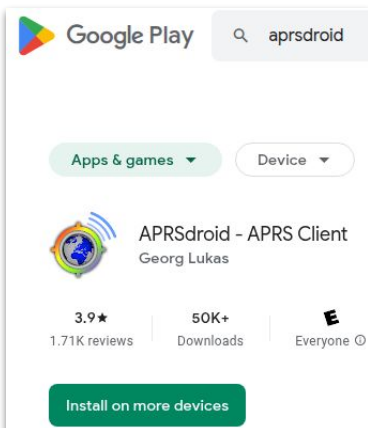 Google Play
aprsdroid
Apps & games
Device
APRSdroid - APRS Client
Georg Lukas
3.9★
50K+
E
1.71K reviews
Downloads
Everyone ⓘ
Install on more devices